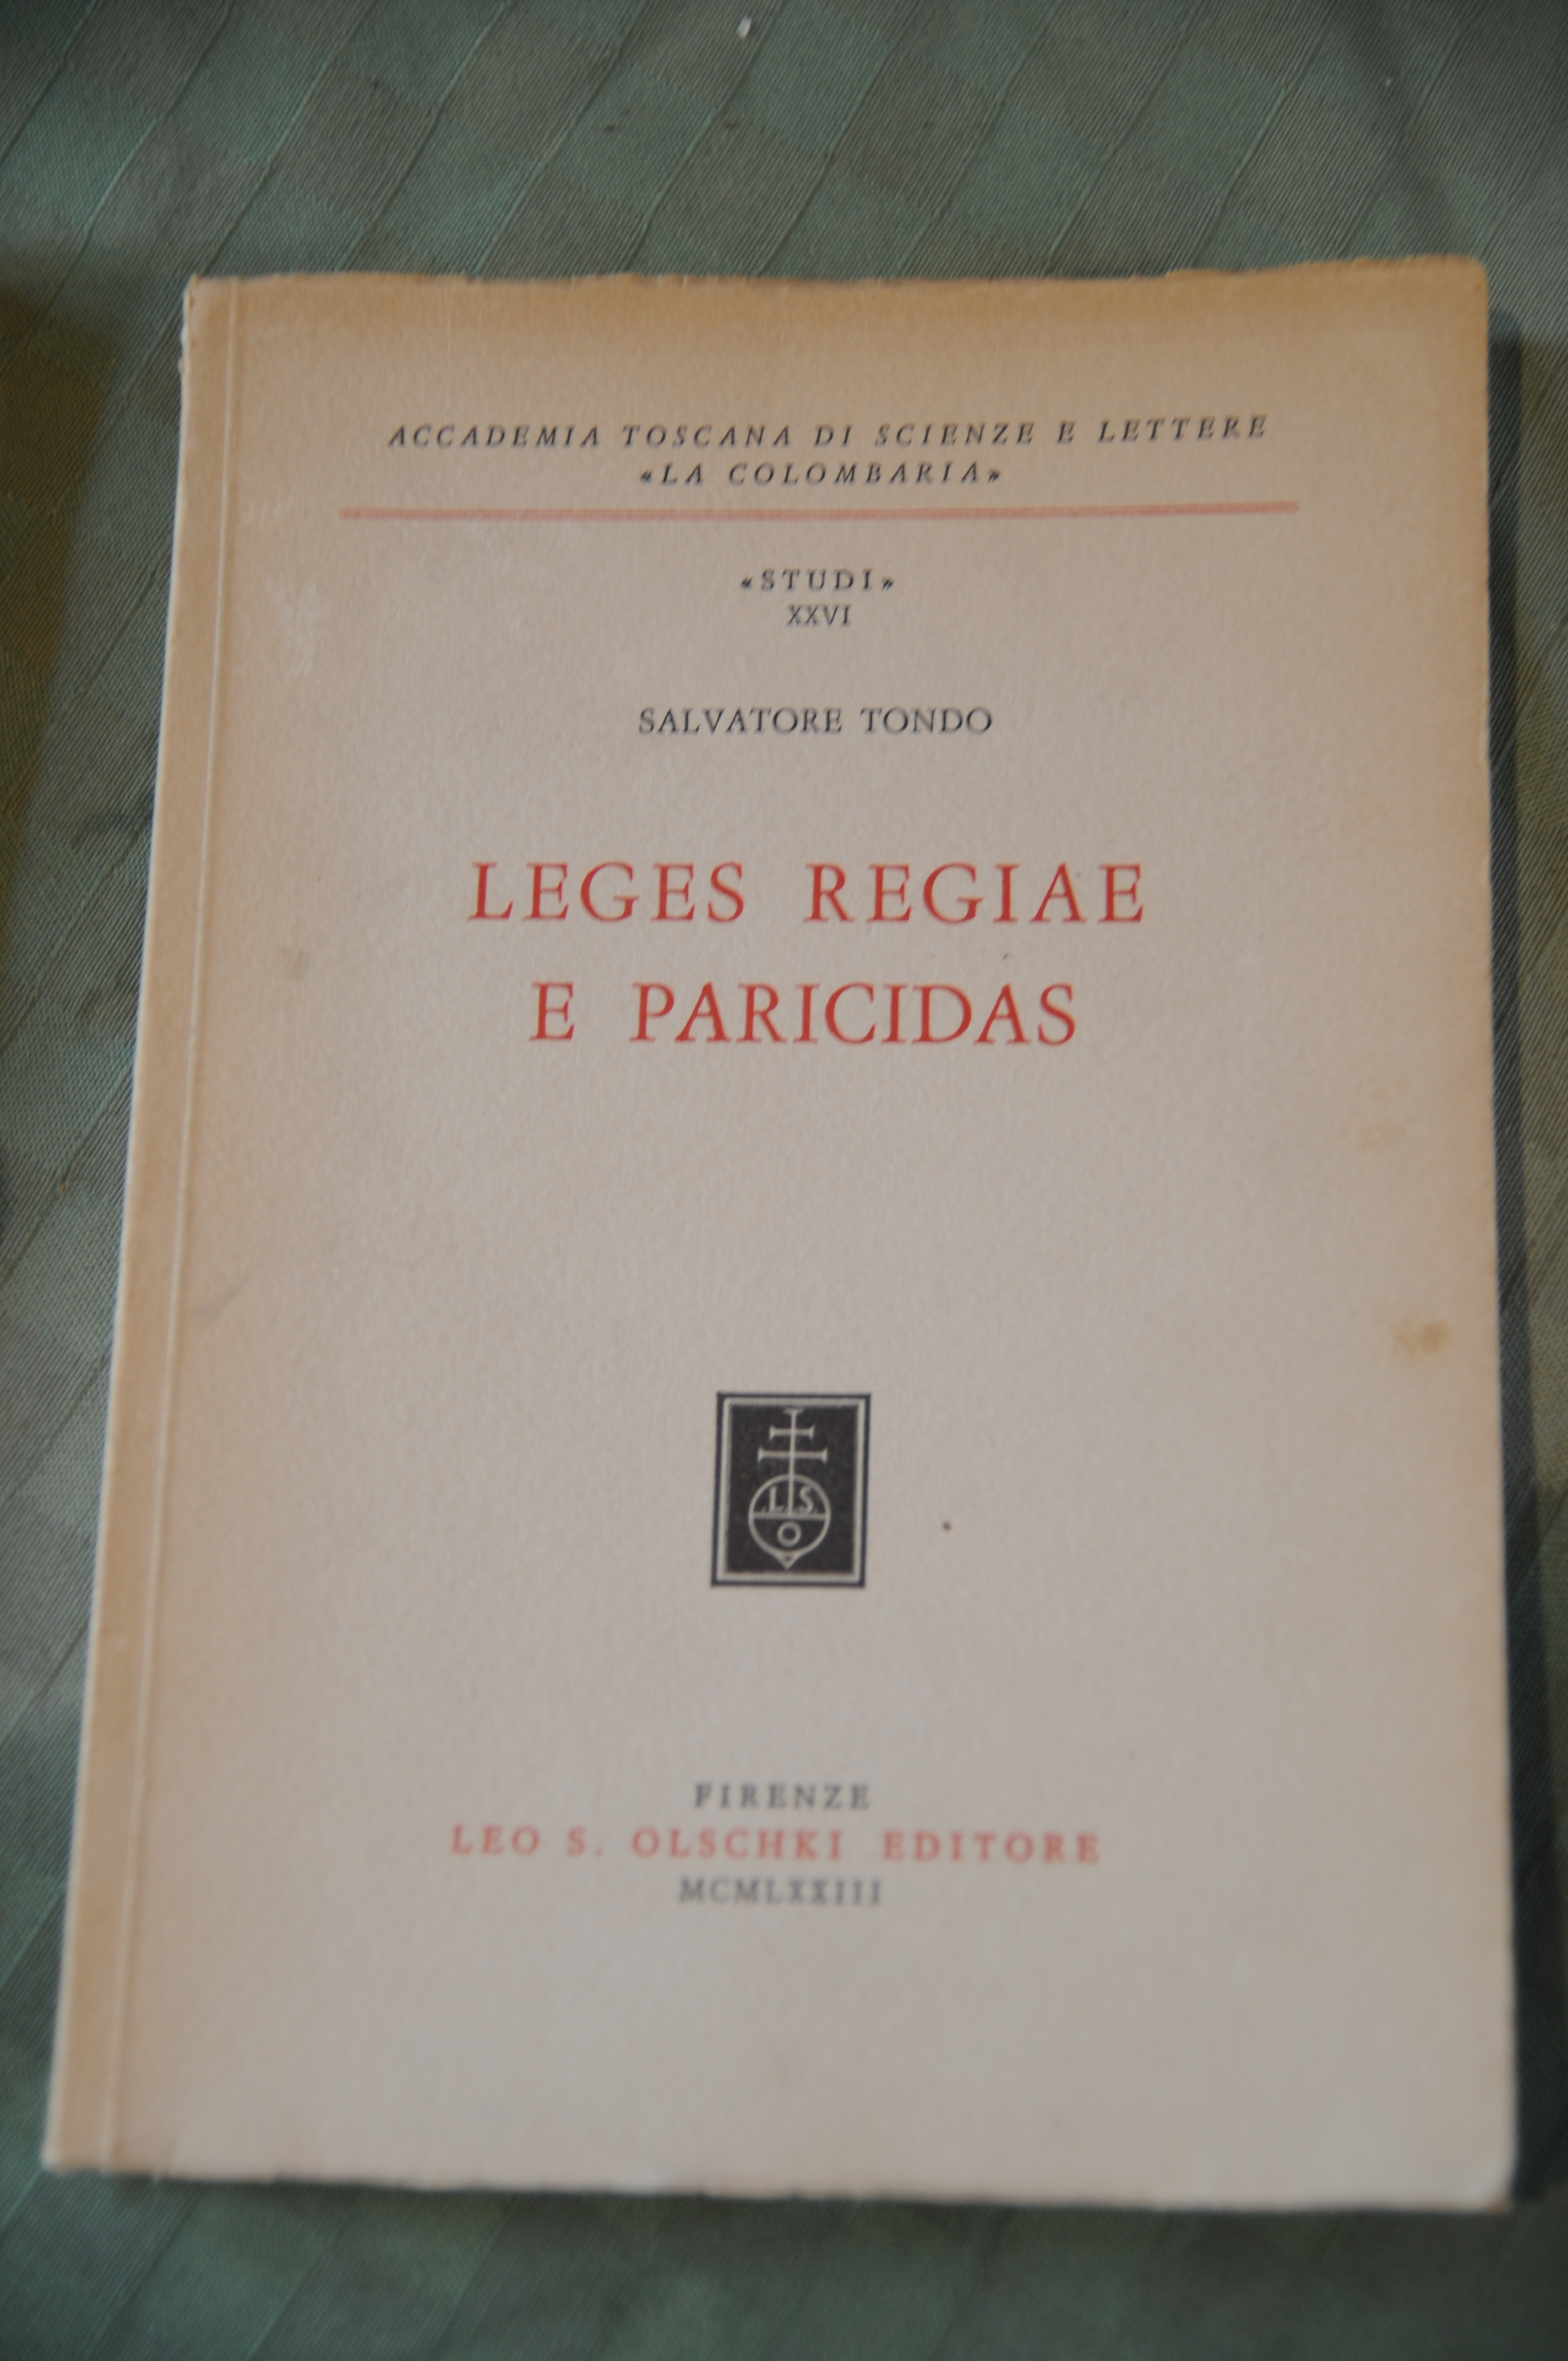 ACCADEMIA TOSCANA DI SCIENZE E LETTERE
«LA COLOMBARIA»
«STUDI»
XXVI
SALVATORE TONDO
LEGES REGIAE
E PARICIDAS
L. S.
O
FIRENZE
LEO S. OLSCHKI EDITORE
MCMLXXIII